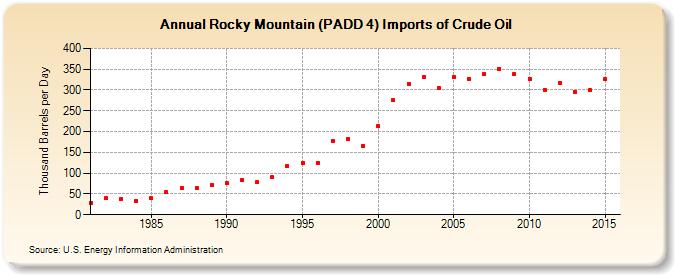 Annual Rocky Mountain (PADD 4) Imports of Crude Oil
Thousand Barrels per Day
400
350
300
250
200
150
100
50
0
1985 1990 1995 2000 2005 2010 2015
Source: U.S. Energy Information Administration